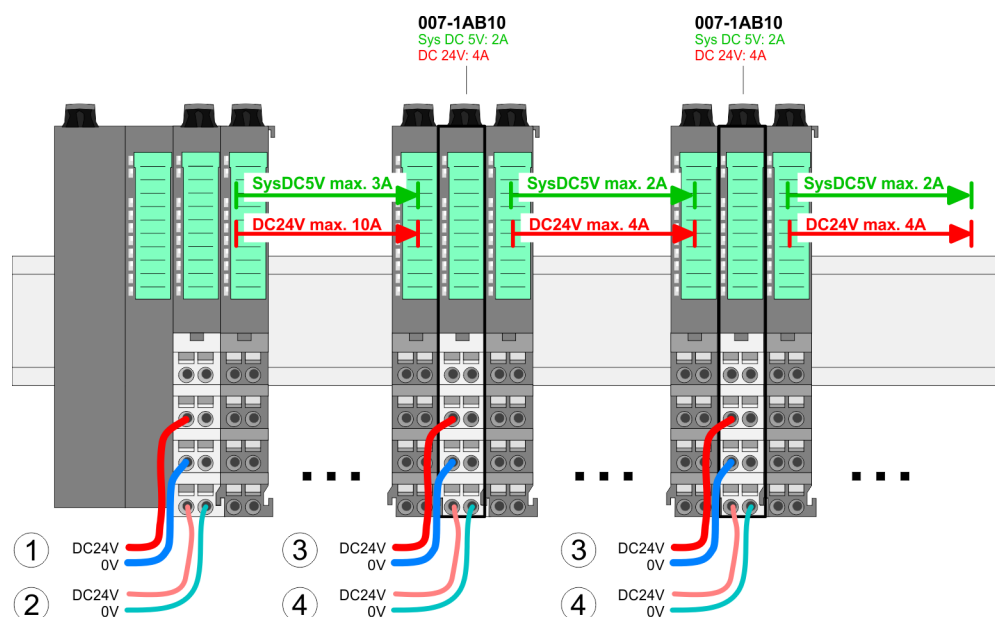 007-1AB10
Sys DC 5V: 2A
DC 24V: 4A
007-1AB10
Sys DC 5V: 2A
DC 24V: 4A
SysDC5V max. 3A
SysDC5V max. 2A
SysDC5V max. 2A
DC24V max. 10A
DC24V max. 4A
DC24V max. 4A
1
DC24V
0V
3
DC24V
0V
3
DC24V
0V
2
DC24V
0V
4
DC24V
0V
4
DC24V
0V